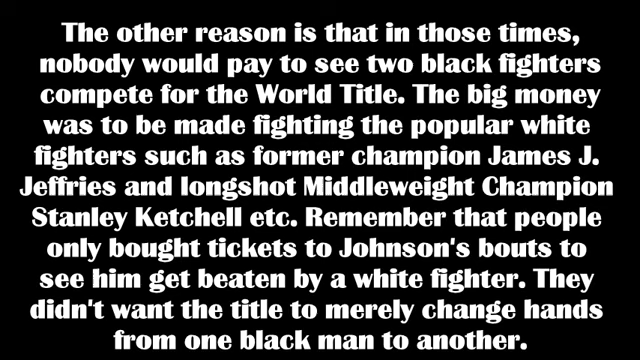 The other reason is that in those times,
nobody would pay to see two black fighters
compete for the World Title. The big money
was to be made fighting the popular white
fighters such as former champion James J.
Jeffries and longshot Middleweight Champion
Stanley Ketchell etc. Remember that people
only bought tickets to Johnson's bouts to
see him get beaten by a white fighter. They
didn't want the title to merely change hands
from one black man to another.